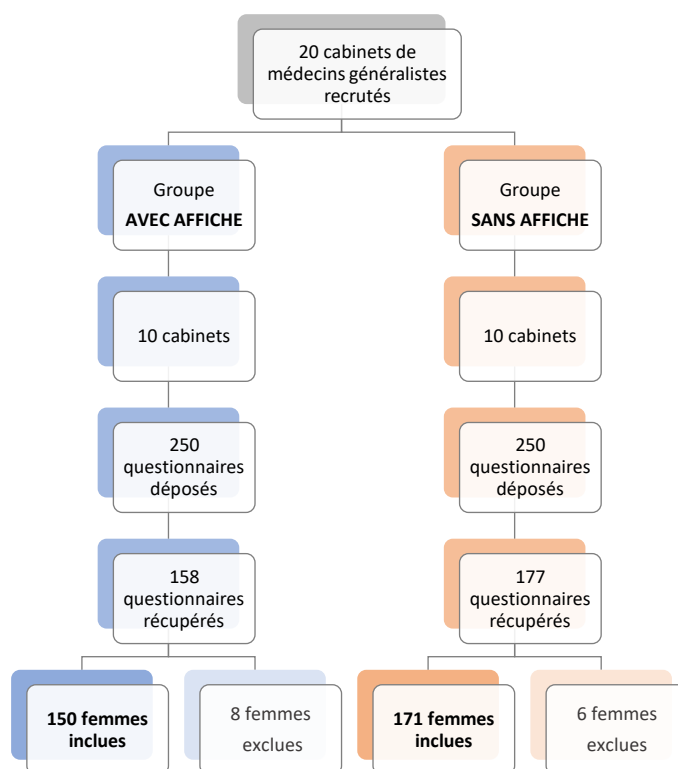 20 cabinets de
médecins généralistes
recrutés
Groupe
AVEC AFFICHE
Groupe
SANS AFFICHE
10 cabinets
10 cabinets
250
questionnaires
déposés
250
questionnaires
déposés
158
questionnaires
récupérés
177
questionnaires
récupérés
150 femmes
inclues
8 femmes
exclues
171 femmes
inclues
6 femmes
exclues